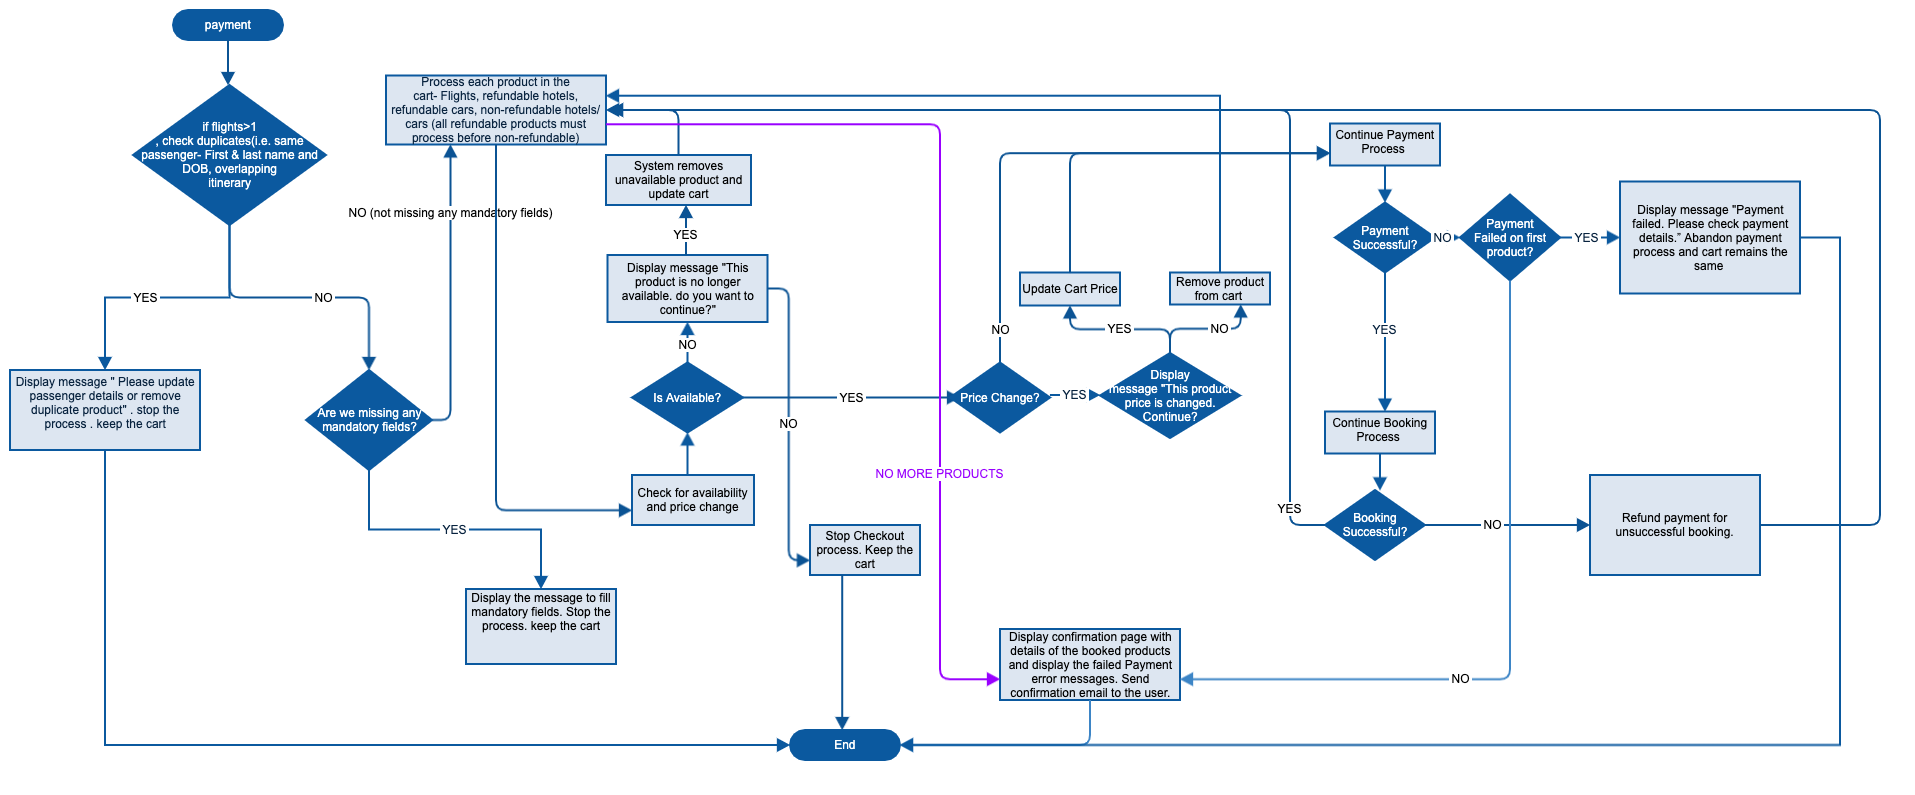 payment
if flights>1
, check duplicates(i.e. same
passenger- First & last name and
DOB, overlapping
itinerary
Process each product in the
cart- Flights, refundable hotels,
refundable cars, non-refundable hotels/
cars (all refundable products must
process before non-refundable)
System removes
unavailable product and
update cart
NO (not missing any mandatory fields)
YES
Display message "This
product is no longer
available. do you want to
continue?"
YES
NO
Display message " Please update
passenger details or remove
duplicate product" . stop the
process . keep the cart
Are we missing any
mandatory fields?
YES
Display the message to fill
mandatory fields. Stop the
process. keep the cart
NO
Is Available?
YES
NO
Check for availability
and price change
Stop Checkout
process. Keep the
cart
NO MORE PRODUCTS
Price Change?
NO
YES
Display
message "This product
price is changed.
Continue?
YES
NO
Update Cart Price
Remove product
from cart
Continue Payment
Process
Payment
Successful?
NO
Payment
Failed on first
product?
YES
Display message "Payment
failed. Please check payment
details.” Abandon payment
process and cart remains the
same
YES
Continue Booking
Process
YES
Booking
Successful?
NO
Refund payment for
unsuccessful booking.
Display confirmation page with
details of the booked products
and display the failed Payment
error messages. Send
confirmation email to the user.
NO
End